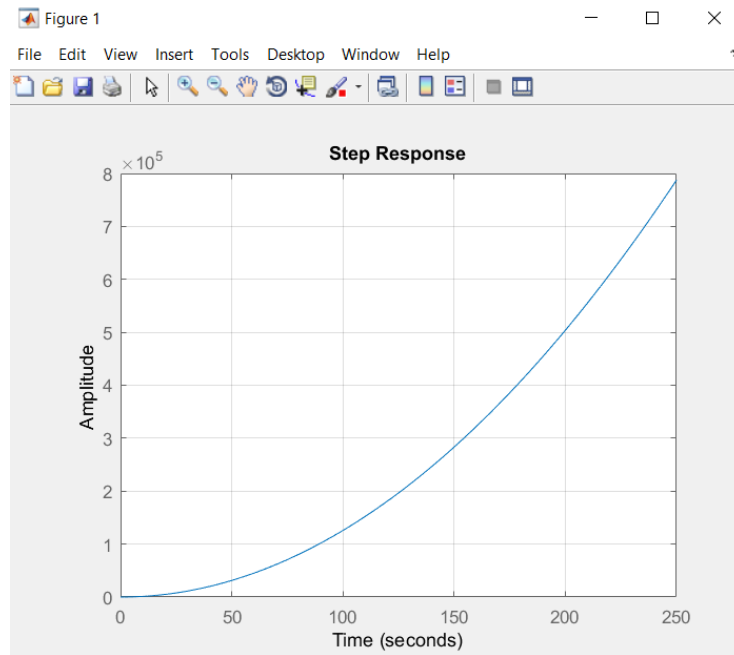 Figure 1
File Edit View Insert Tools Desktop Window Help
Step Response
×10^5
8
7
6
5
4
3
2
1
0
Amplitude
0 50 100 150 200 250
Time (seconds)